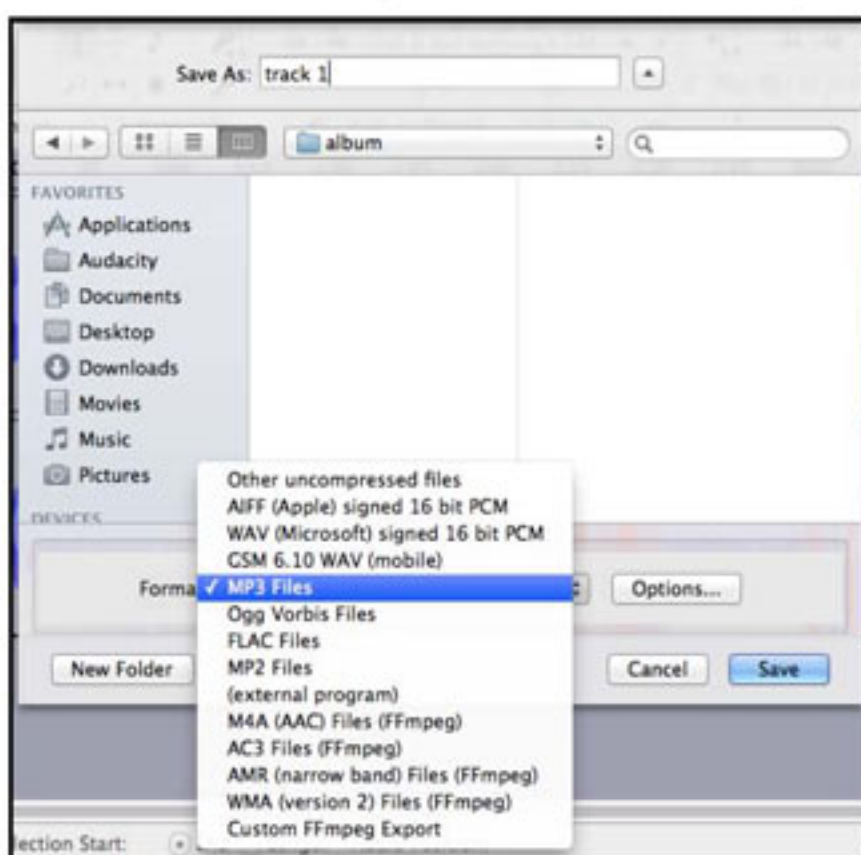 Save As: track 1
album
FAVORITES
Applications
Audacity
Documents
Desktop
Downloads
Movies
Music
Pictures
DEVICES
Other uncompressed files
AIFF (Apple) signed 16 bit PCM
WAV (Microsoft) signed 16 bit PCM
GSM 6.10 WAV (mobile)
Forma ✓ MP3 Files Options...
Ogg Vorbis Files
FLAC Files
MP2 Files
(external program)
M4A (AAC) Files (FFmpeg)
AC3 Files (FFmpeg)
AMR (narrow band) Files (FFmpeg)
WMA (version 2) Files (FFmpeg)
Custom FFmpeg Export
New Folder Cancel Save
lection Start: